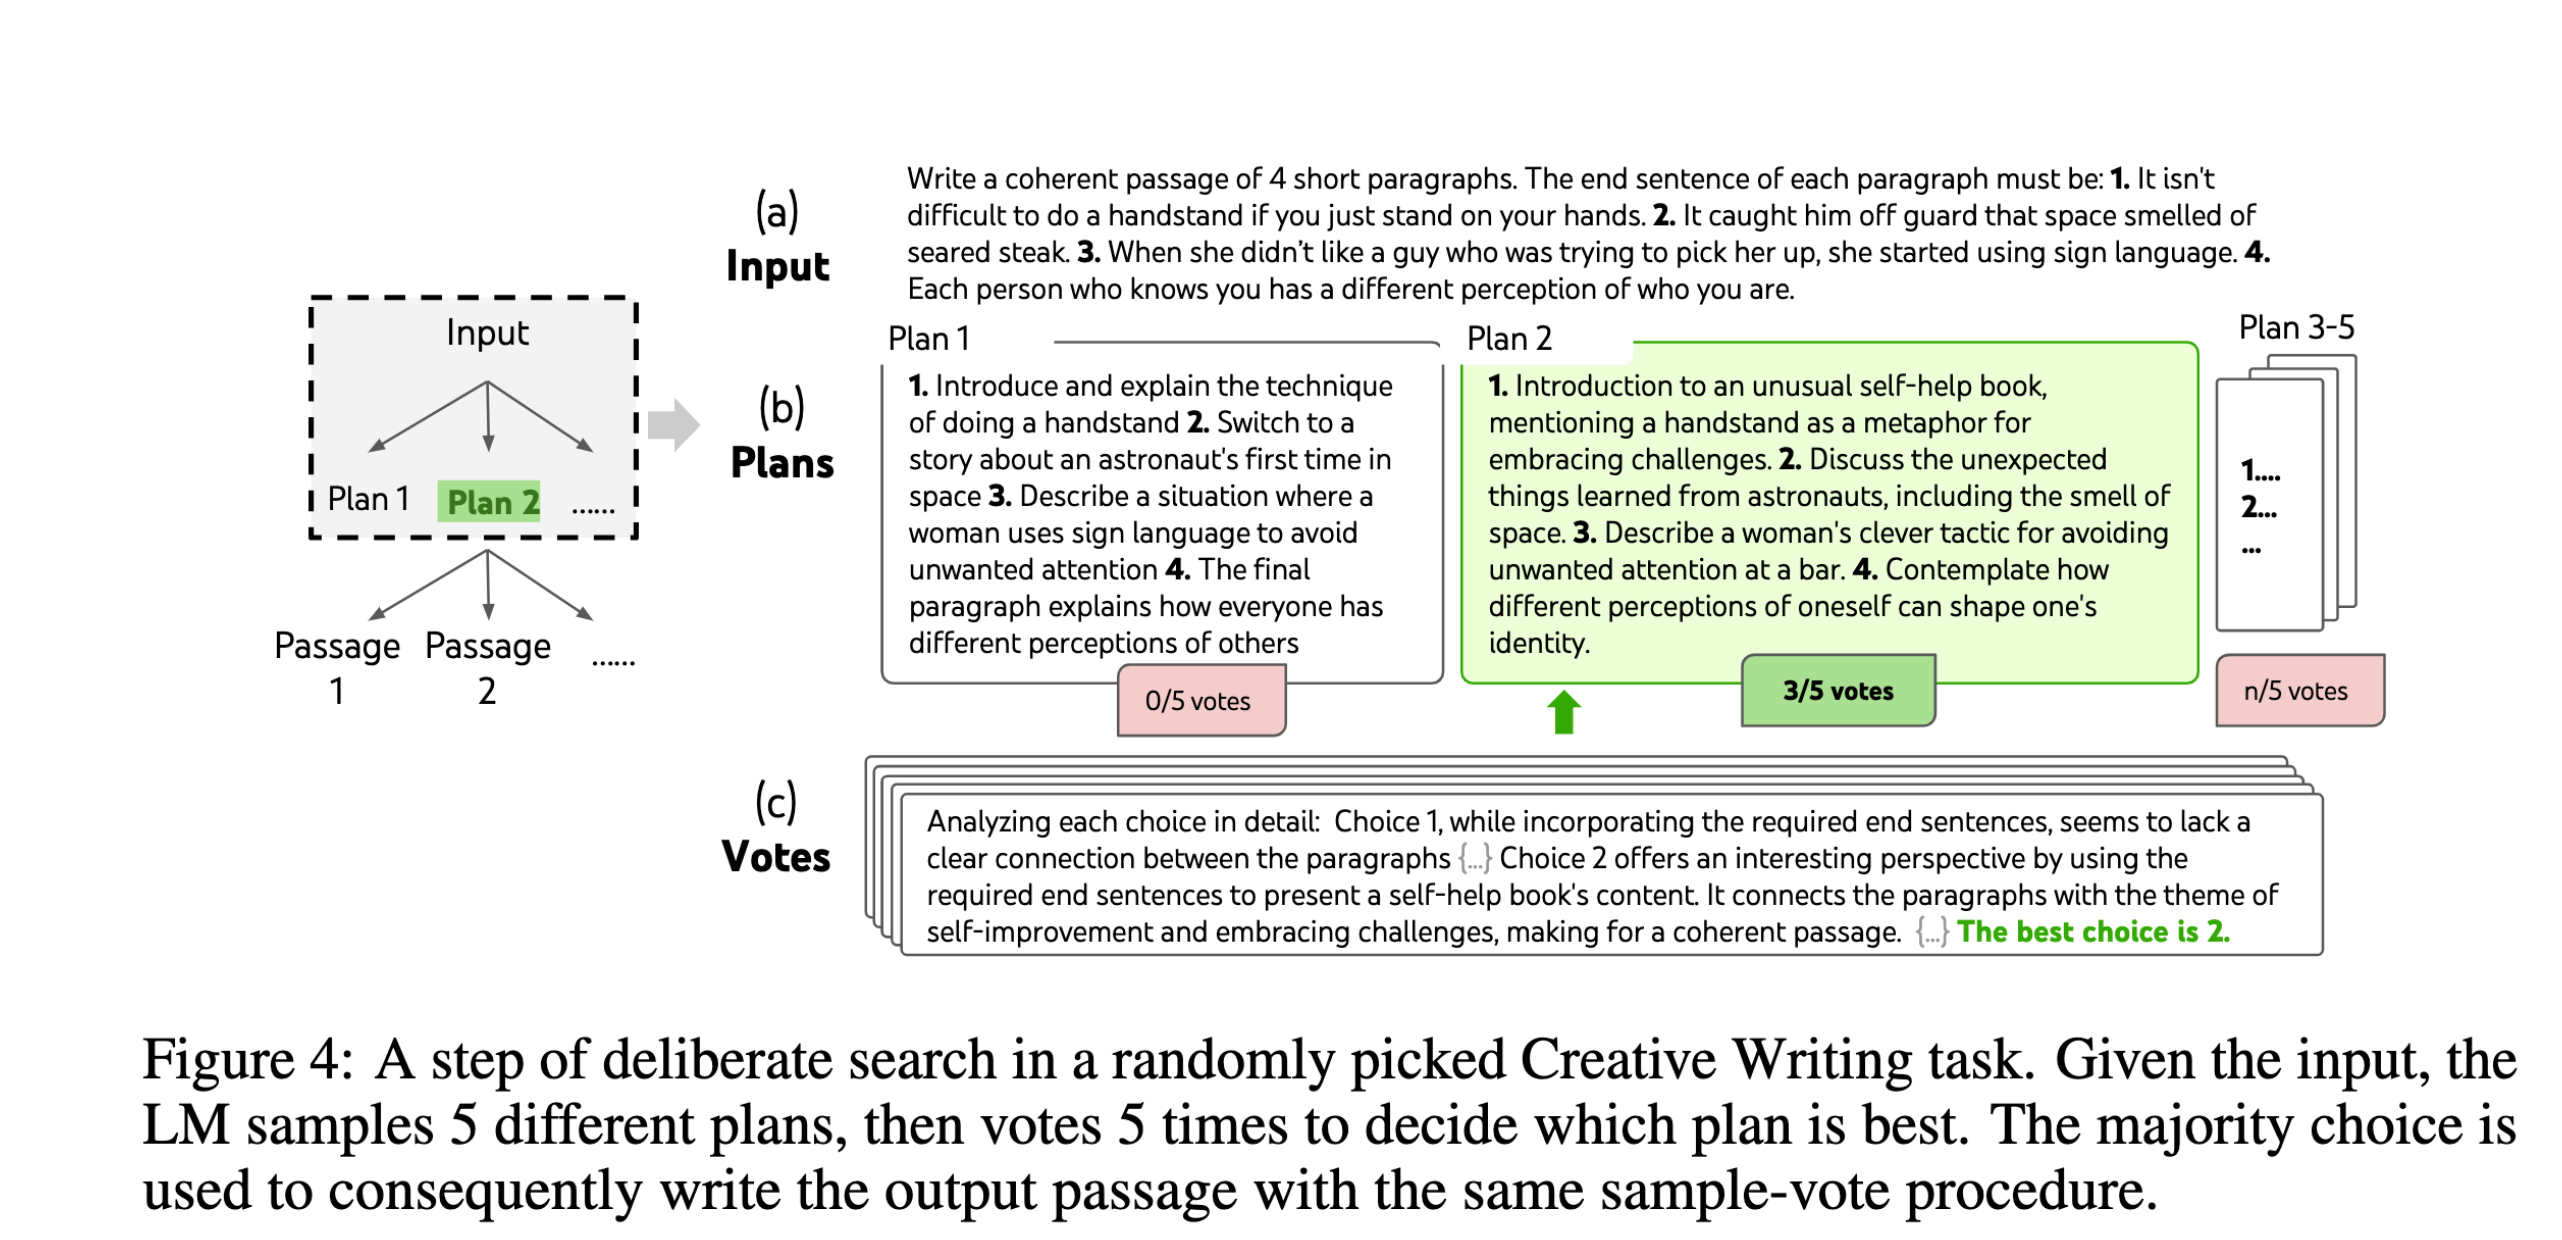 (a)
Input
Write a coherent passage of 4 short paragraphs. The end sentence of each paragraph must be: 1. It isn't
difficult to do a handstand if you just stand on your hands. 2. It caught him off guard that space smelled of
seared steak. 3. When she didn't like a guy who was trying to pick her up, she started using sign language. 4.
Each person who knows you has a different perception of who you are.
Input
Plan 1
Plan 2
......
Passage
1
Passage
2
......
(b)
Plans
Plan 1
1. Introduce and explain the technique
of doing a handstand 2. Switch to a
story about an astronaut's first time in
space 3. Describe a situation where a
woman uses sign language to avoid
unwanted attention 4. The final
paragraph explains how everyone has
different perceptions of others
0/5 votes
Plan 2
1. Introduction to an unusual self-help book,
mentioning a handstand as a metaphor for
embracing challenges. 2. Discuss the unexpected
things learned from astronauts, including the smell of
space. 3. Describe a woman's clever tactic for avoiding
unwanted attention at a bar. 4. Contemplate how
different perceptions of oneself can shape one's
identity.
3/5 votes
Plan 3-5
1....
2...
...
n/5 votes
(c)
Votes
Analyzing each choice in detail: Choice 1, while incorporating the required end sentences, seems to lack a
clear connection between the paragraphs {...} Choice 2 offers an interesting perspective by using the
required end sentences to present a self-help book's content. It connects the paragraphs with the theme of
self-improvement and embracing challenges, making for a coherent passage. {...} The best choice is 2.
Figure 4: A step of deliberate search in a randomly picked Creative Writing task. Given the input, the
LM samples 5 different plans, then votes 5 times to decide which plan is best. The majority choice is
used to consequently write the output passage with the same sample-vote procedure.